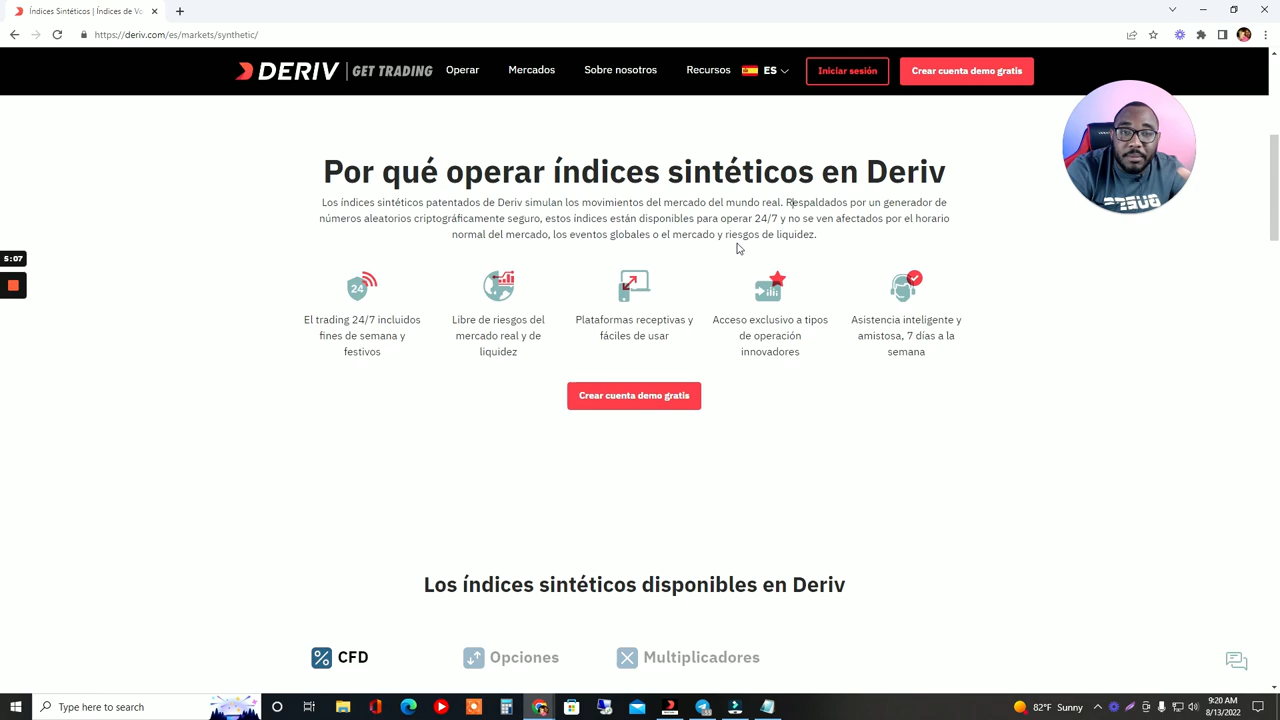 Índices Sintéticos | Índices de Vo
https://deriv.com/es/markets/synthetic/
DERIV | GET TRADING
Operar
Mercados
Sobre nosotros
Recursos
ES
Iniciar sesión
Crear cuenta demo gratis
Por qué operar índices sintéticos en Deriv
Los índices sintéticos patentados de Deriv simulan los movimientos del mercado del mundo real. Respaldados por un generador de
números aleatorios criptográficamente seguro, estos índices están disponibles para operar 24/7 y no se ven afectados por el horario
normal del mercado, los eventos globales o el mercado y riesgos de liquidez.
5:07
24
El trading 24/7 incluidos
fines de semana y
festivos
Libre de riesgos del
mercado real y de
liquidez
Plataformas receptivas y
fáciles de usar
Acceso exclusivo a tipos
de operación
innovadores
Asistencia inteligente y
amistosa, 7 días a la
semana
Crear cuenta demo gratis
Los índices sintéticos disponibles en Deriv
CFD
Opciones
Multiplicadores
Type here to search
82°F Sunny
9:20 AM
8/13/2022